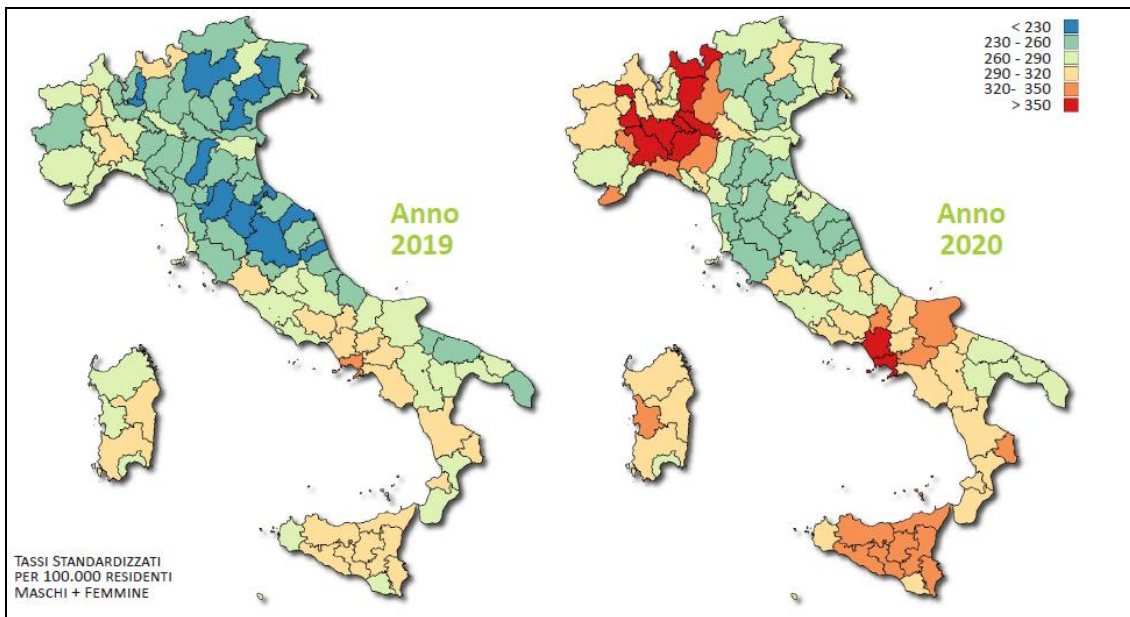 < 230
230 - 260
260 - 290
290 - 320
320- 350
> 350
Anno
2019
Anno
2020
TASSI STANDARDIZZATI
PER 100.000 RESIDENTI
MASCHI + FEMMINE